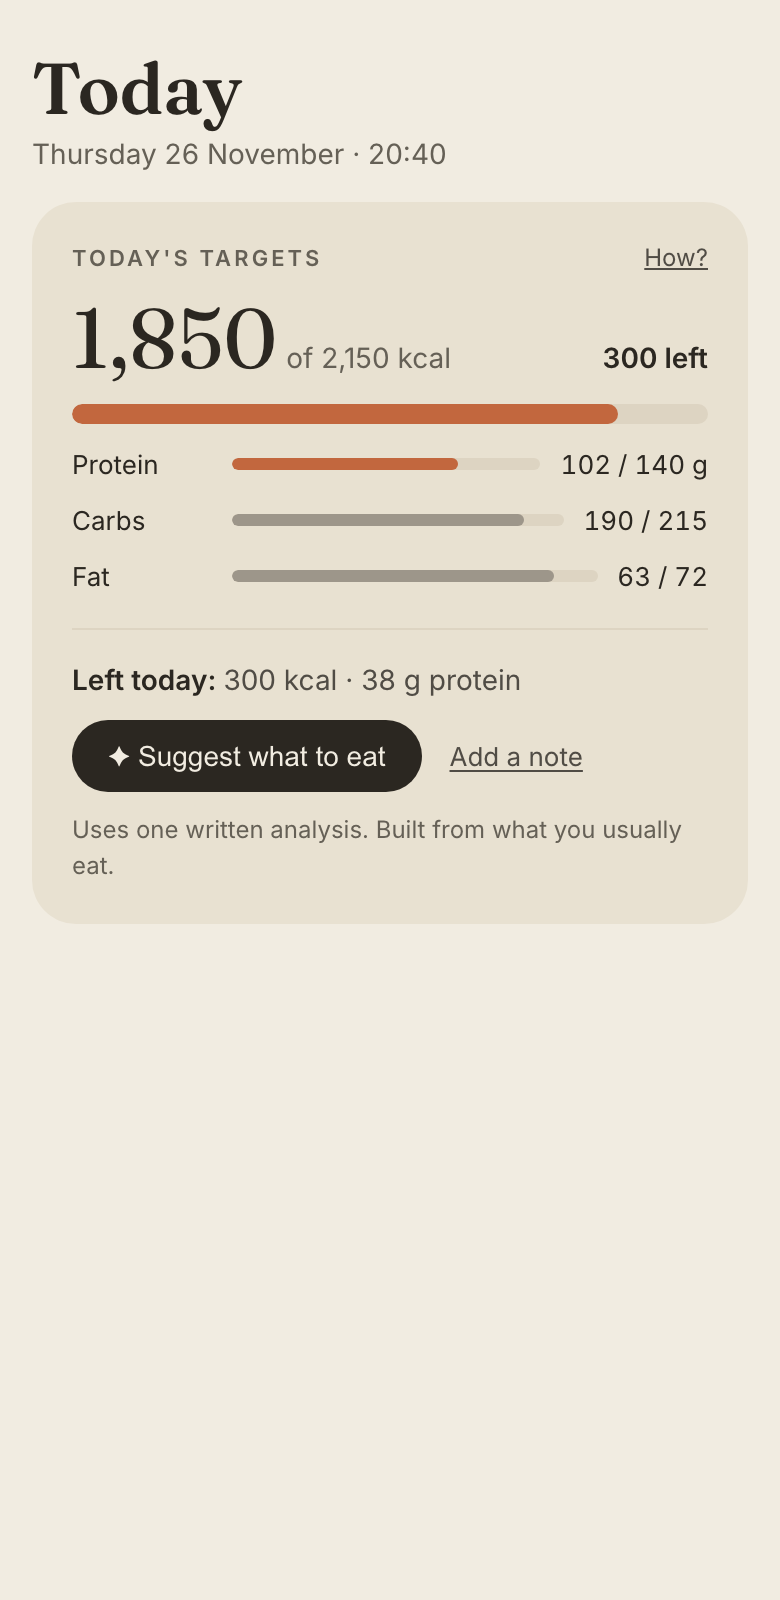 Today
Thursday 26 November · 20:40
TODAY'S TARGETS
How?
1,850 of 2,150 kcal
300 left
Protein
102 / 140 g
Carbs
190 / 215
Fat
63 / 72
Left today: 300 kcal · 38 g protein
✦ Suggest what to eat
Add a note
Uses one written analysis. Built from what you usually
eat.